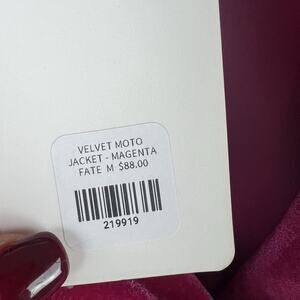 VELVET MOTO
JACKET - MAGENTA
FATE M $88.00
219919